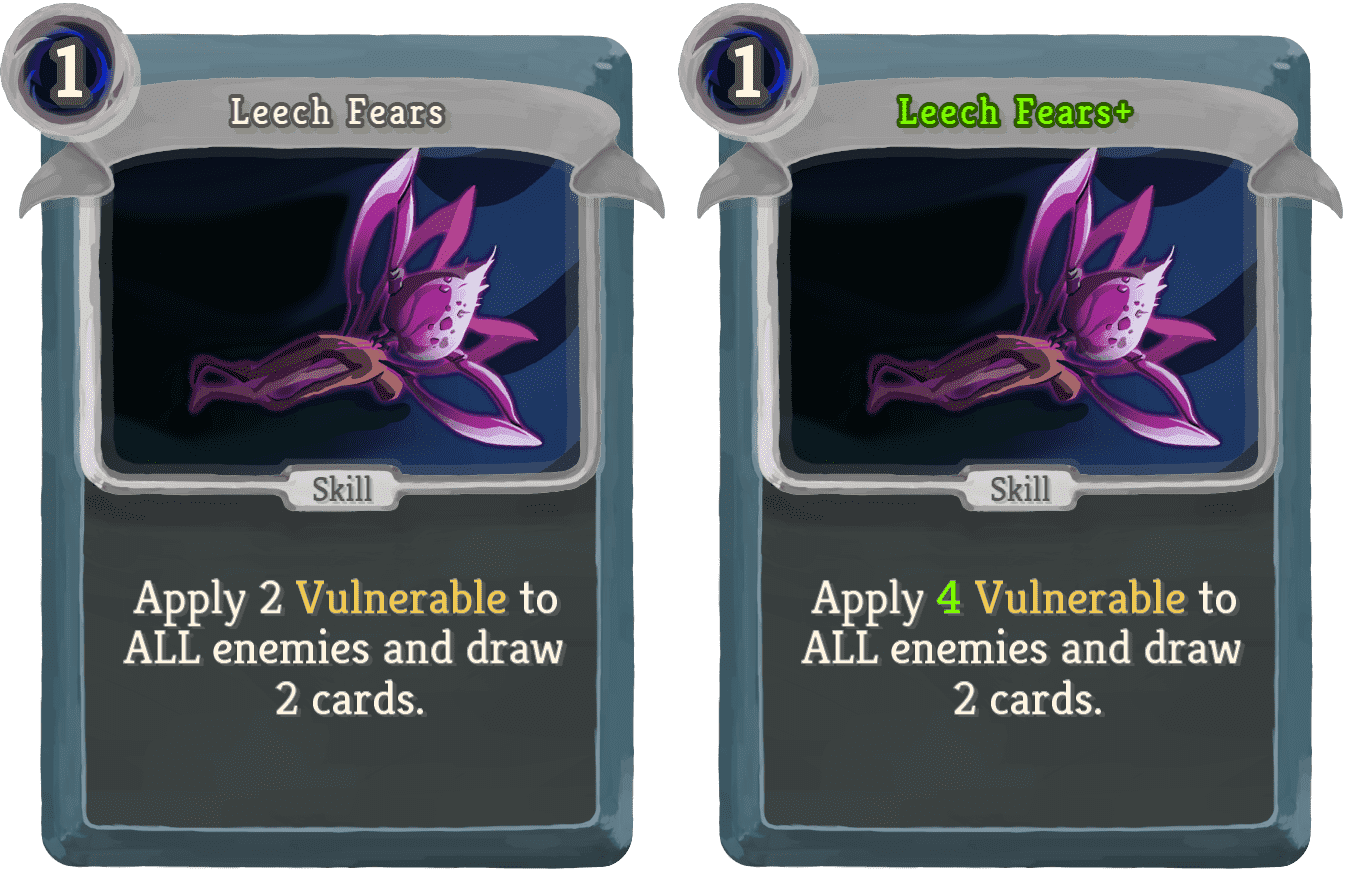 1
Leech Fears
Skill
Apply 2 Vulnerable to
ALL enemies and draw
2 cards.
1
Leech Fears+
Skill
Apply 4 Vulnerable to
ALL enemies and draw
2 cards.